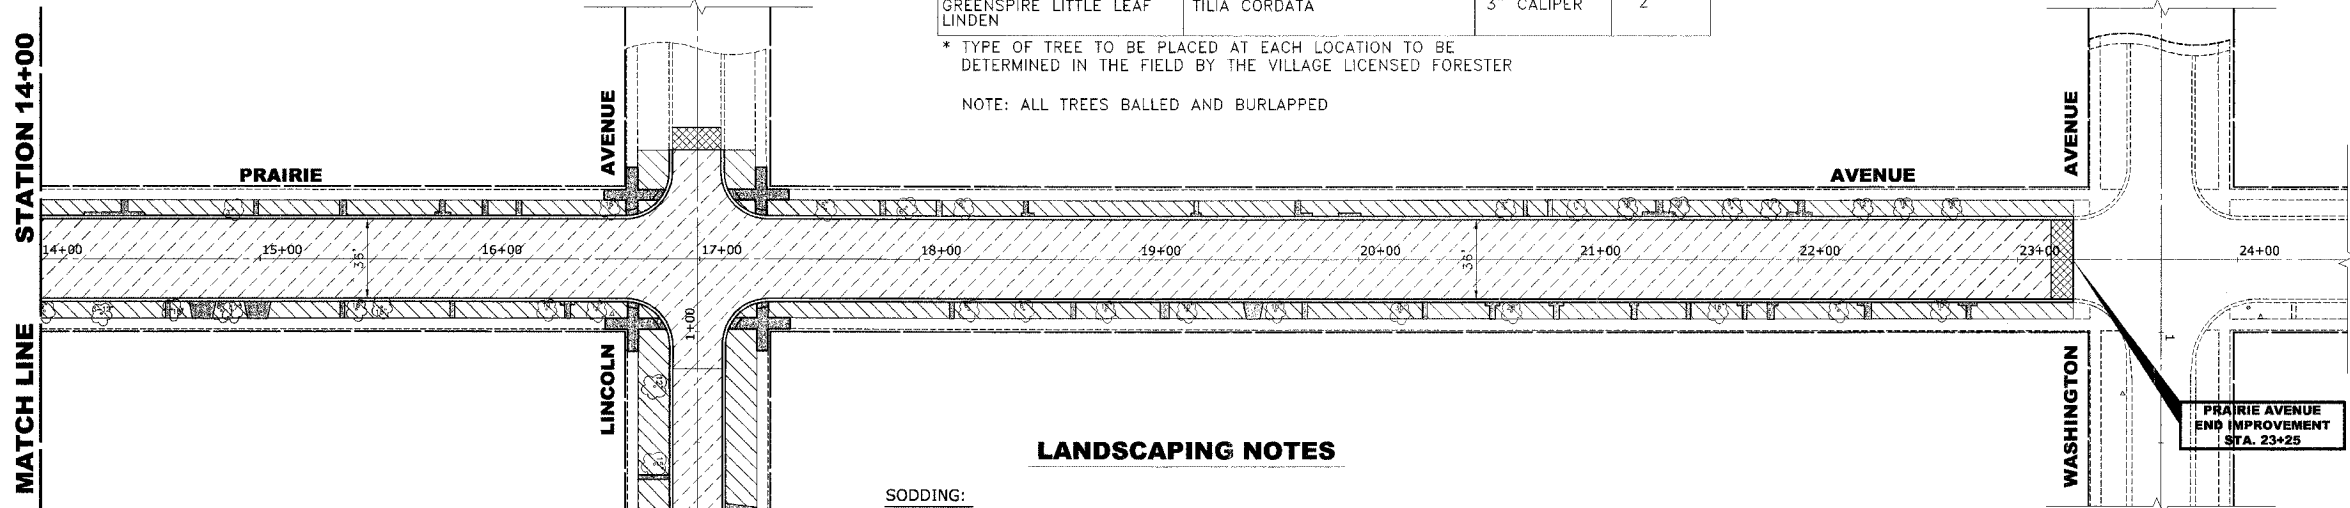 GREENSPIRE LITTLE LEAF LINDEN TILIA CORDATA 3" CALIPER 2
* TYPE OF TREE TO BE PLACED AT EACH LOCATION TO BE
DETERMINED IN THE FIELD BY THE VILLAGE LICENSED FORESTER
NOTE: ALL TREES BALLED AND BURLAPPED
STATION 14+00
MATCH LINE
PRAIRIE
AVENUE
AVENUE
AVENUE
14+00 15+00 16+00 17+00 18+00 19+00 20+00 21+00 22+00 23+00 24+00
36'
36'
1+00
1
LINCOLN
WASHINGTON
PRAIRIE AVENUE
END IMPROVEMENT
STA. 23+25
LANDSCAPING NOTES
SODDING: